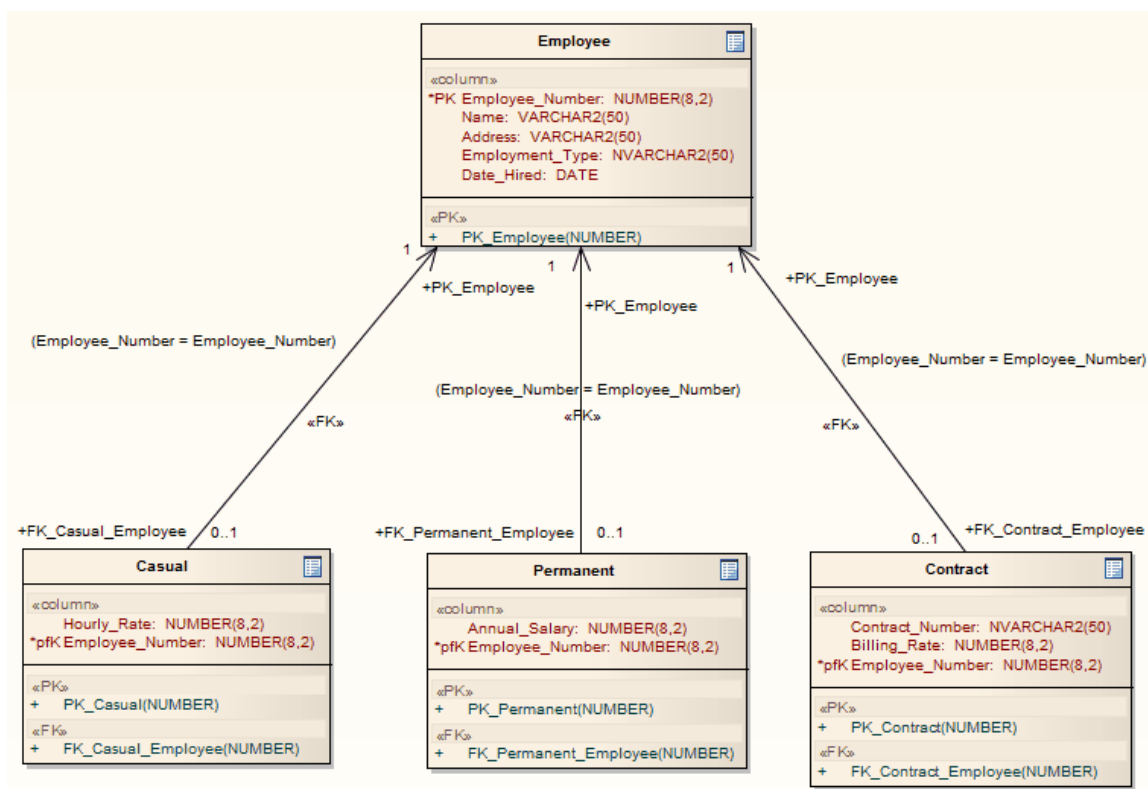 Employee
«column»
*PK Employee_Number: NUMBER(8,2)
Name: VARCHAR2(50)
Address: VARCHAR2(50)
Employment_Type: NVARCHAR2(50)
Date_Hired: DATE
«PK»
+ PK_Employee(NUMBER)
1
1
1
+PK_Employee
+PK_Employee
+PK_Employee
(Employee_Number = Employee_Number)
(Employee_Number = Employee_Number)
(Employee_Number = Employee_Number)
«FK»
«FK»
«FK»
+FK_Casual_Employee
0..1
+FK_Permanent_Employee
0..1
+FK_Contract_Employee
0..1
Casual
«column»
Hourly_Rate: NUMBER(8,2)
*pfK Employee_Number: NUMBER(8,2)
«PK»
+ PK_Casual(NUMBER)
«FK»
+ FK_Casual_Employee(NUMBER)
Permanent
«column»
Annual_Salary: NUMBER(8,2)
*pfK Employee_Number: NUMBER(8,2)
«PK»
+ PK_Permanent(NUMBER)
«FK»
+ FK_Permanent_Employee(NUMBER)
Contract
«column»
Contract_Number: NVARCHAR2(50)
Billing_Rate: NUMBER(8,2)
*pfK Employee_Number: NUMBER(8,2)
«PK»
+ PK_Contract(NUMBER)
«FK»
+ FK_Contract_Employee(NUMBER)